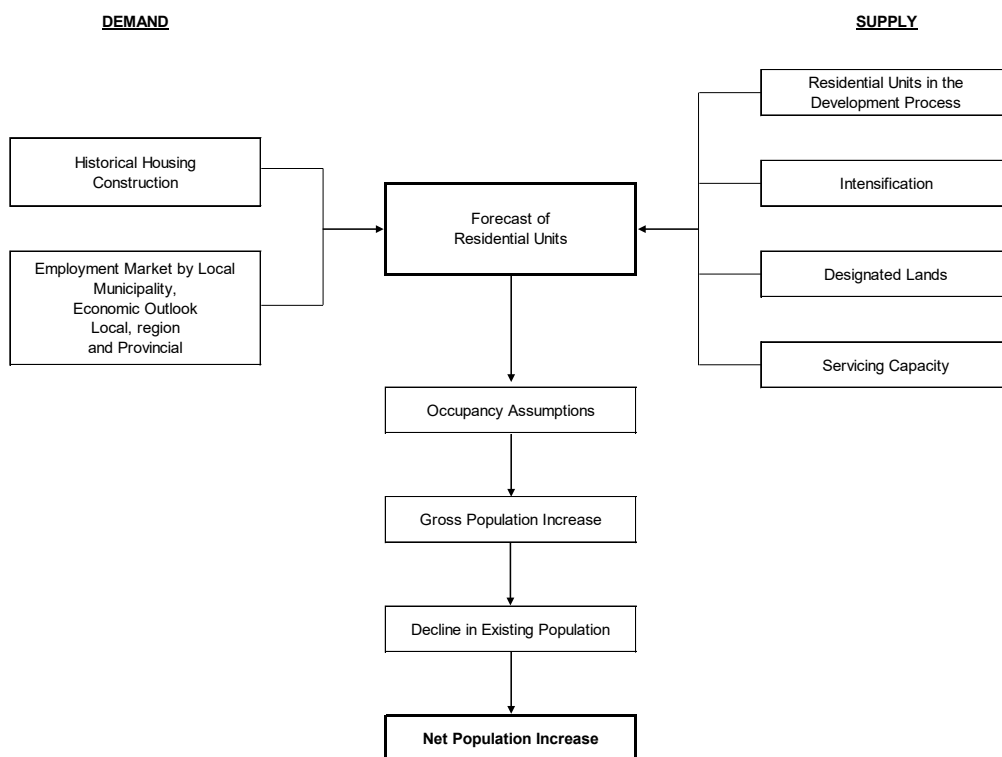 DEMAND
SUPPLY
Residential Units in the
Development Process
Historical Housing
Construction
Intensification
Forecast of
Residential Units
Employment Market by Local
Municipality,
Economic Outlook
Local, region
and Provincial
Designated Lands
Servicing Capacity
Occupancy Assumptions
Gross Population Increase
Decline in Existing Population
Net Population Increase